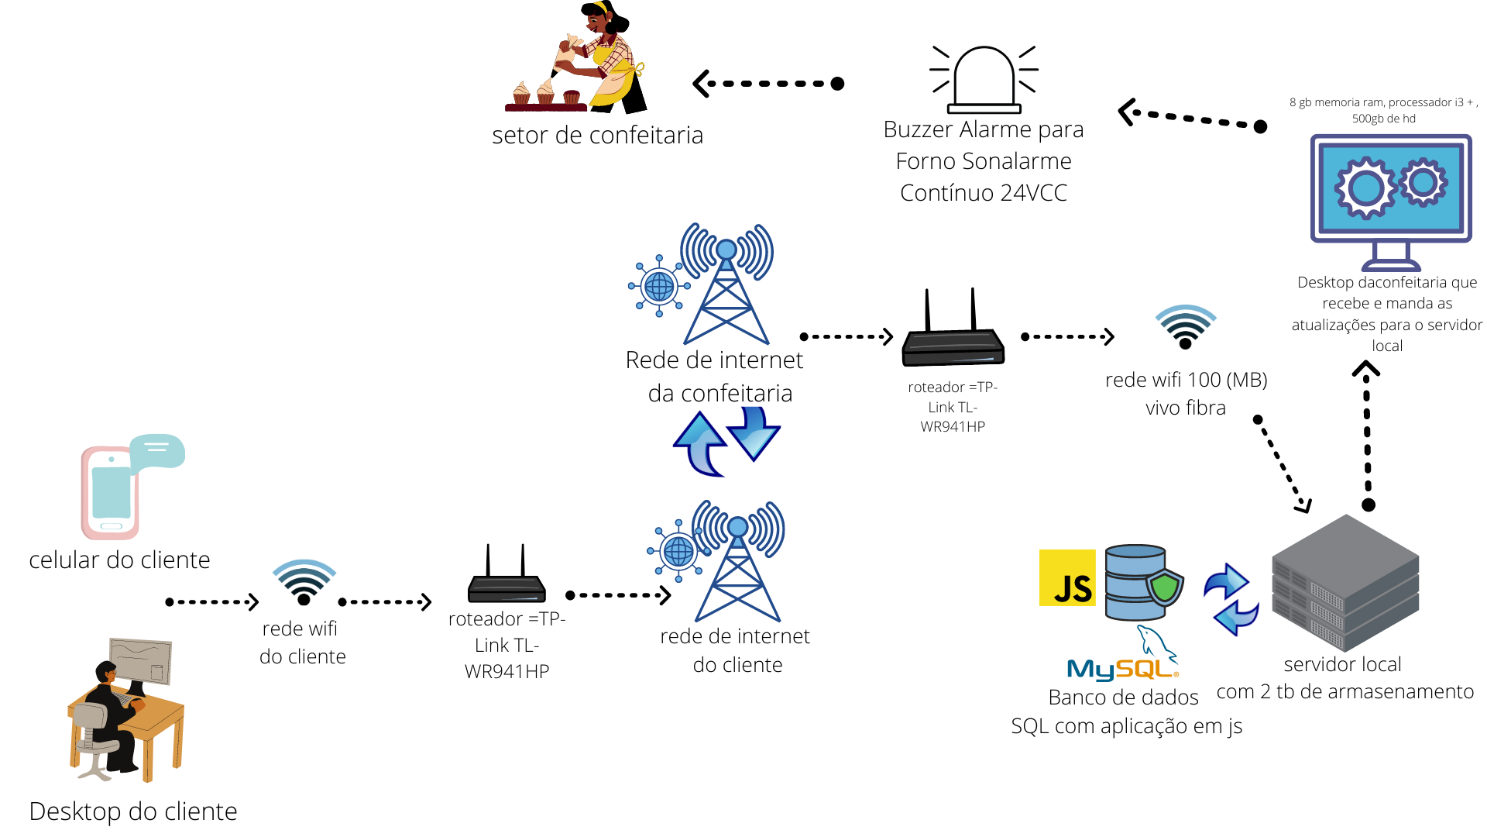 setor de confeitaria
Buzzer Alarme para
Forno Sonalarme
Contínuo 24VCC
8 gb memoria ram, processador i3 + ,
500gb de hd
Desktop daconfeitaria que
recebe e manda as
atualizações para o servidor
local
Rede de internet
da confeitaria
roteador =TP-
Link TL-
WR941HP
rede wifi 100 (MB)
vivo fibra
celular do cliente
rede wifi
do cliente
roteador =TP-
Link TL-
WR941HP
rede de internet
do cliente
Desktop do cliente
JS
MySQL
Banco de dados
SQL com aplicação em js
servidor local
com 2 tb de armasenamento